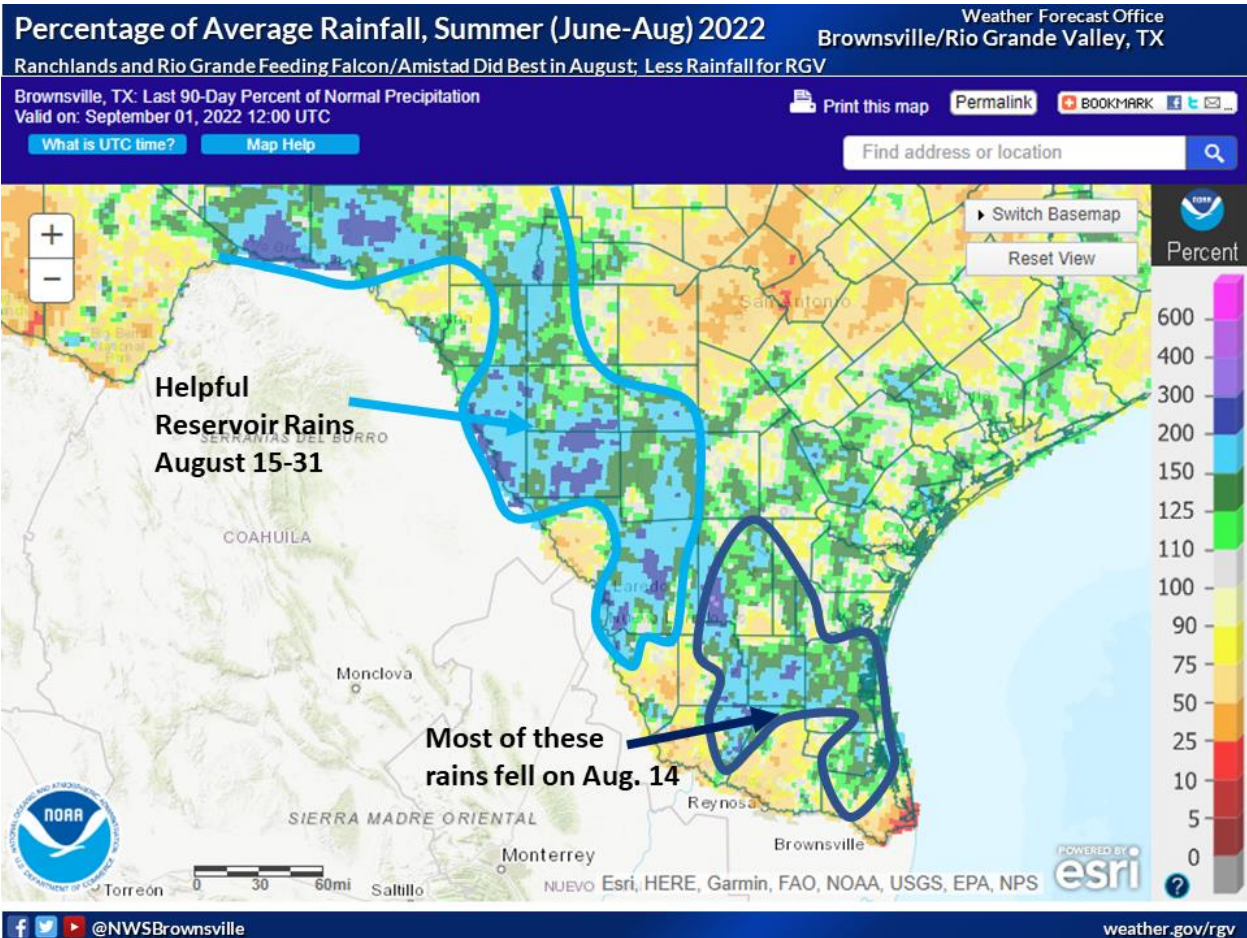 Percentage of Average Rainfall, Summer (June-Aug) 2022
Weather Forecast Office
Brownsville/Rio Grande Valley, TX
Ranchlands and Rio Grande Feeding Falcon/Amistad Did Best in August; Less Rainfall for RGV
Brownsville, TX: Last 90-Day Percent of Normal Precipitation
Valid on: September 01, 2022 12:00 UTC
What is UTC time?
Map Help
Print this map
Permalink
BOOKMARK
Find address or location
+
−
Switch Basemap
Reset View
NOAA
Percent
600
400
300
200
150
125
110
100
90
75
50
25
10
5
0
San Antonio
Helpful
Reservoir Rains
August 15-31
SERRANIAS DEL BURRO
COAHUILA
Laredo
Monclova
Most of these
rains fell on Aug. 14
Reynosa
SIERRA MADRE ORIENTAL
Brownsville
Monterrey
NOAA
0 30 60mi
Torreón
Saltillo
NUEVO
Esri, HERE, Garmin, FAO, NOAA, USGS, EPA, NPS
POWERED BY
esri
?
@NWSBrownsville
weather.gov/rgv